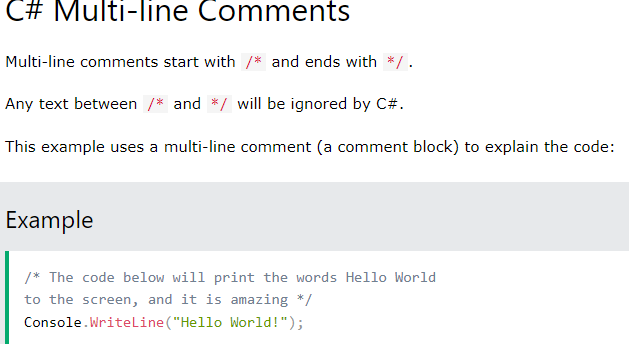 C# Multi-line Comments
Multi-line comments start with /* and ends with */.
Any text between /* and */ will be ignored by C#.
This example uses a multi-line comment (a comment block) to explain the code:
Example
/* The code below will print the words Hello World
to the screen, and it is amazing */
Console.WriteLine("Hello World!");